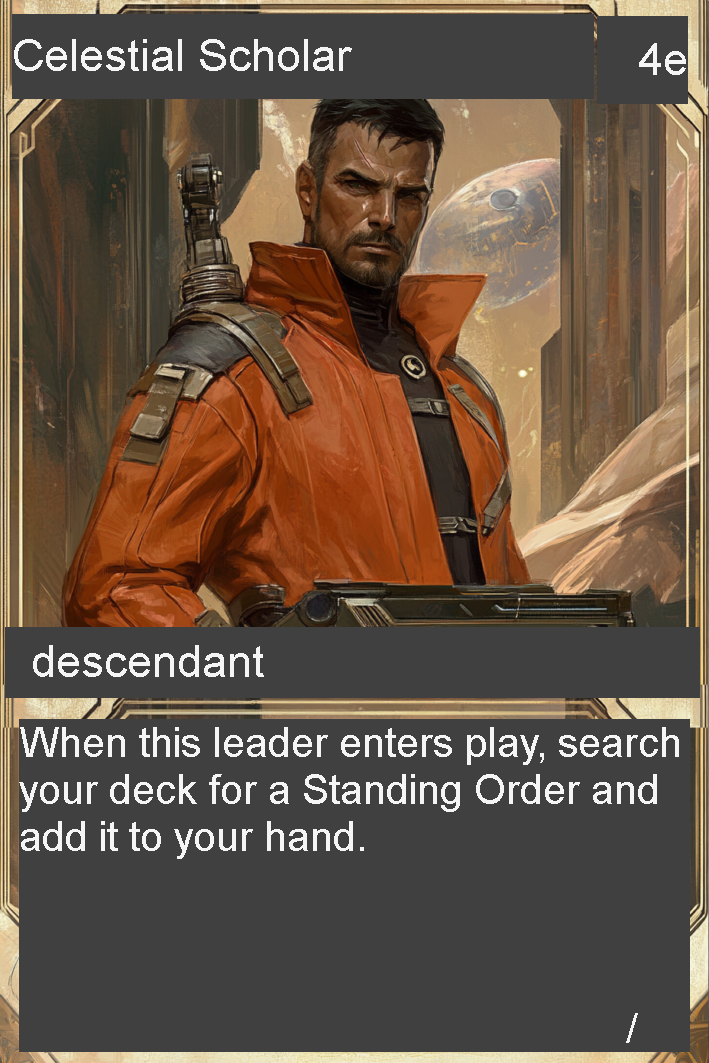 Celestial Scholar
4e
descendant
When this leader enters play, search
your deck for a Standing Order and
add it to your hand.
/